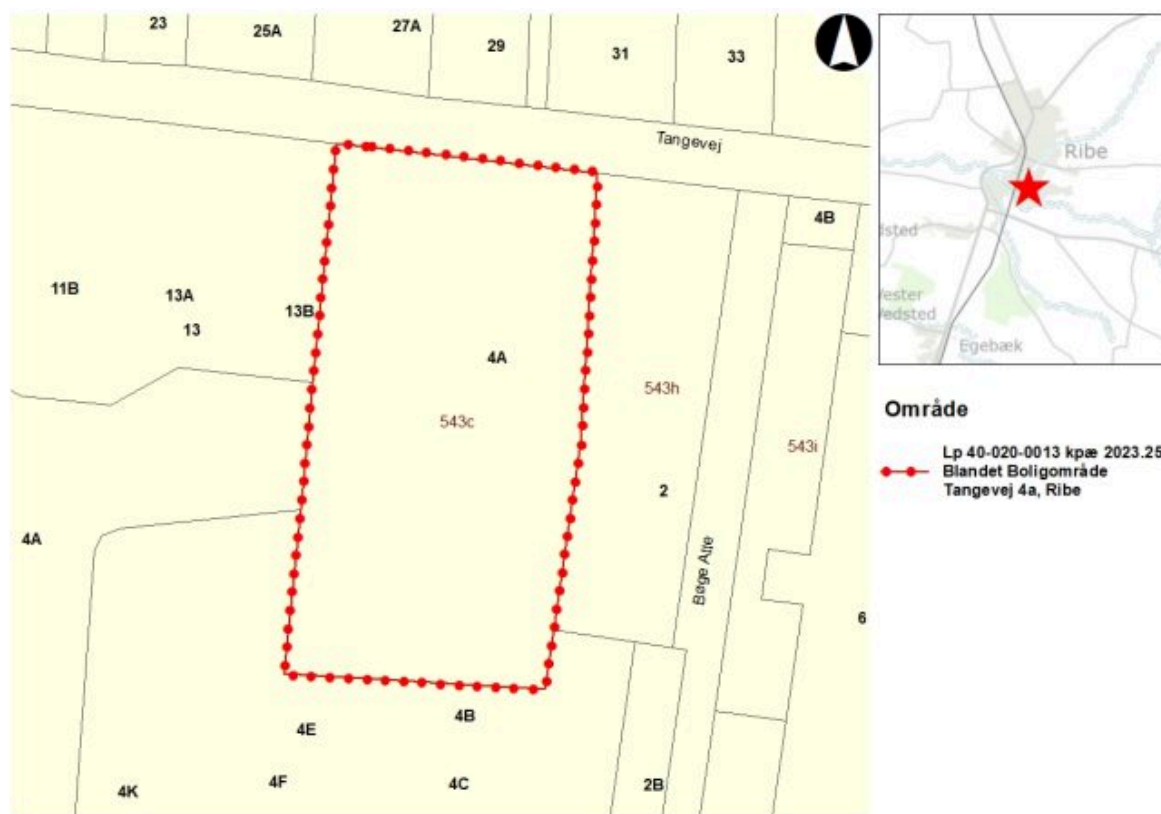 23
25A
27A
29
31
33
Tangevej
4B
11B
13A
13
13B
4A
543c
543h
543i
2
4A
Bøge Alle
6
4E
4B
4K
4F
4C
2B
Ribe
Egebæk
Område
Lp 40-020-0013 kpæ 2023.25
Blandet Boligområde
Tangevej 4a, Ribe